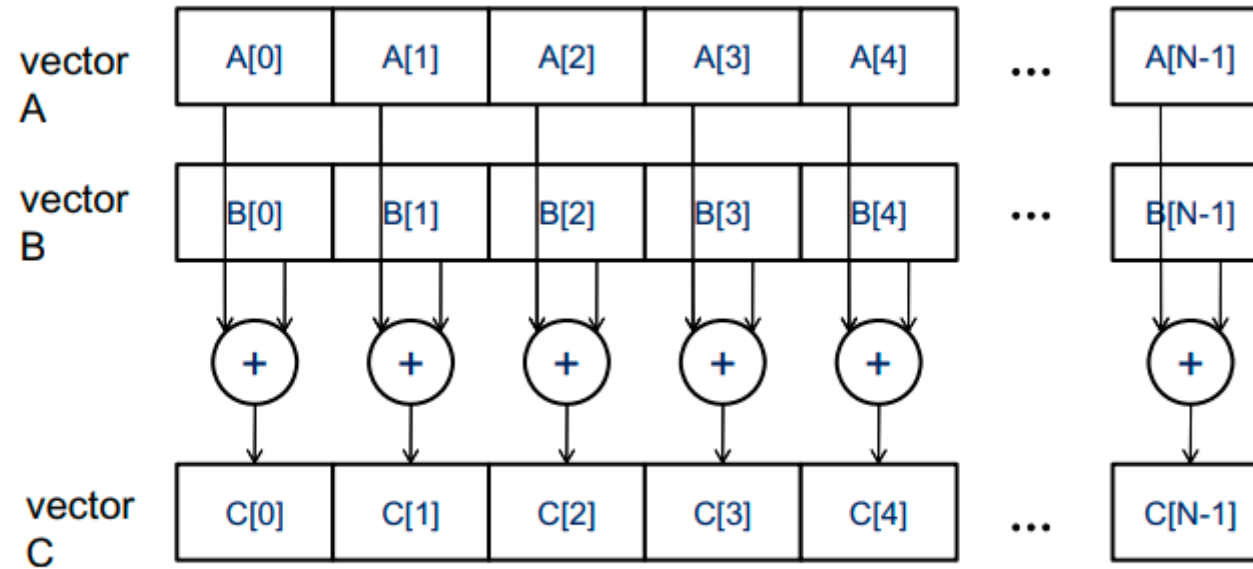 vector
A
A[0] A[1] A[2] A[3] A[4] ... A[N-1]
vector
B
B[0] B[1] B[2] B[3] B[4] ... B[N-1]
+ + + + + +
vector
C
C[0] C[1] C[2] C[3] C[4] ... C[N-1]